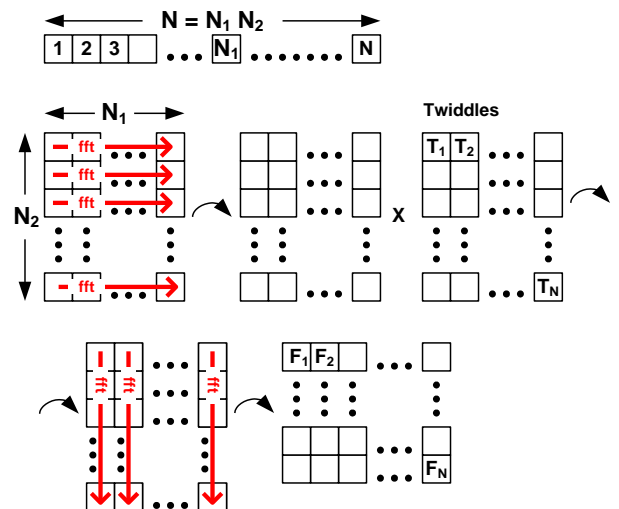 N = N1 N2
1 2 3 N1 N
N1 Twiddles
fft T1 T2
fft
fft
N2 X
fft TN
F1 F2
fft fft fft
FN